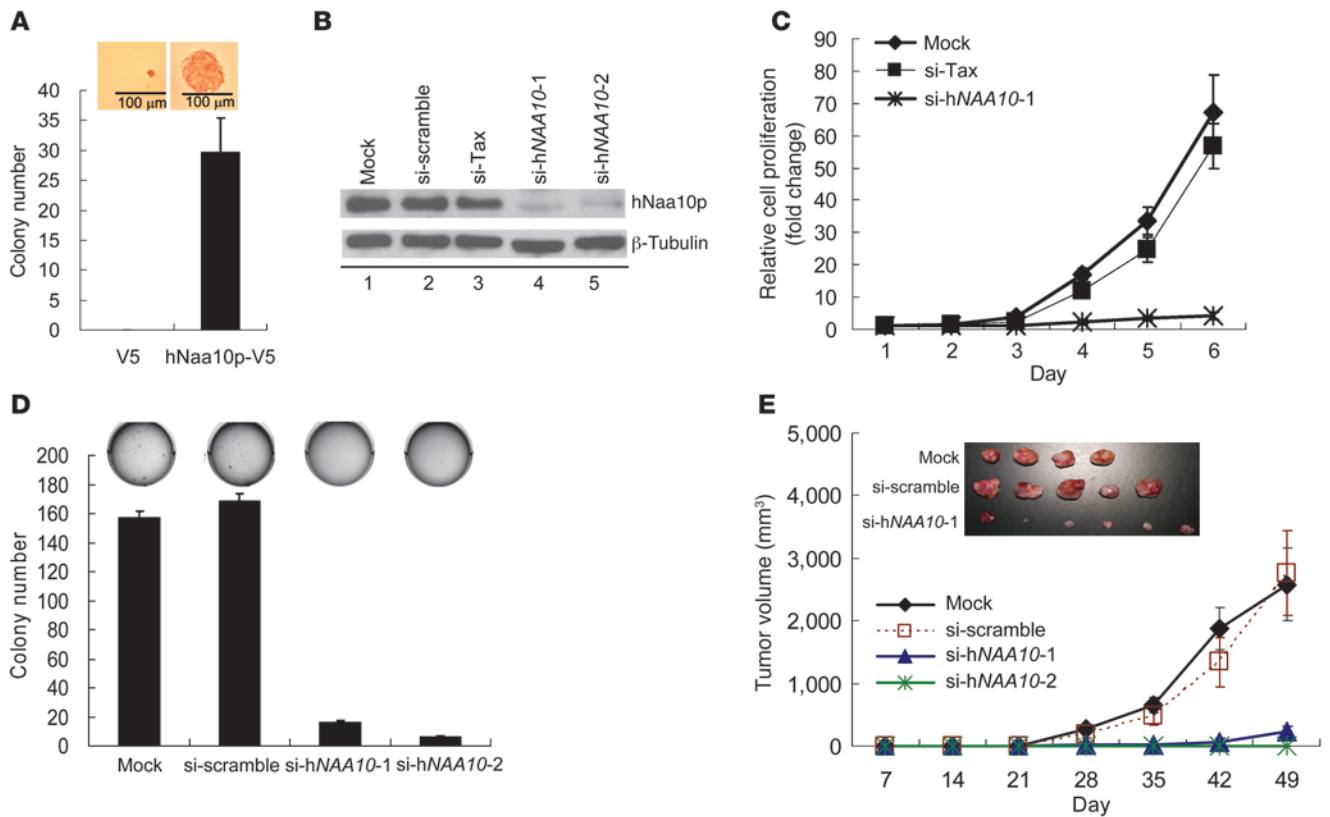 A
100 μm
100 μm
40
35
30
25
20
15
10
5
0
Colony number
V5
hNaa10p-V5
B
Mock
si-scramble
si-Tax
si-hNAA10-1
si-hNAA10-2
hNaa10p
β-Tubulin
1 2 3 4 5
C
Mock
si-Tax
si-hNAA10-1
90
80
70
60
50
40
30
20
10
0
Relative cell proliferation
(fold change)
1 2 3 4 5 6
Day
D
200
180
160
140
120
100
80
60
40
20
0
Colony number
Mock si-scramble si-hNAA10-1 si-hNAA10-2
E
5,000
4,000
3,000
2,000
1,000
0
Tumor volume (mm³)
Mock
si-scramble
si-hNAA10-1
Mock
si-scramble
si-hNAA10-1
si-hNAA10-2
7 14 21 28 35 42 49
Day